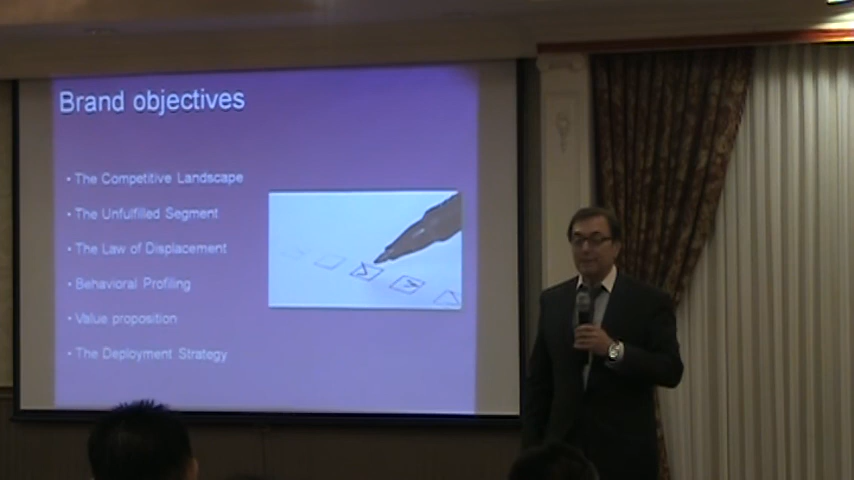 Brand objectives
• The Competitive Landscape
• The Unfulfilled Segment
• The Law of Displacement
• Behavioral Profiling
• Value proposition
• The Deployment Strategy